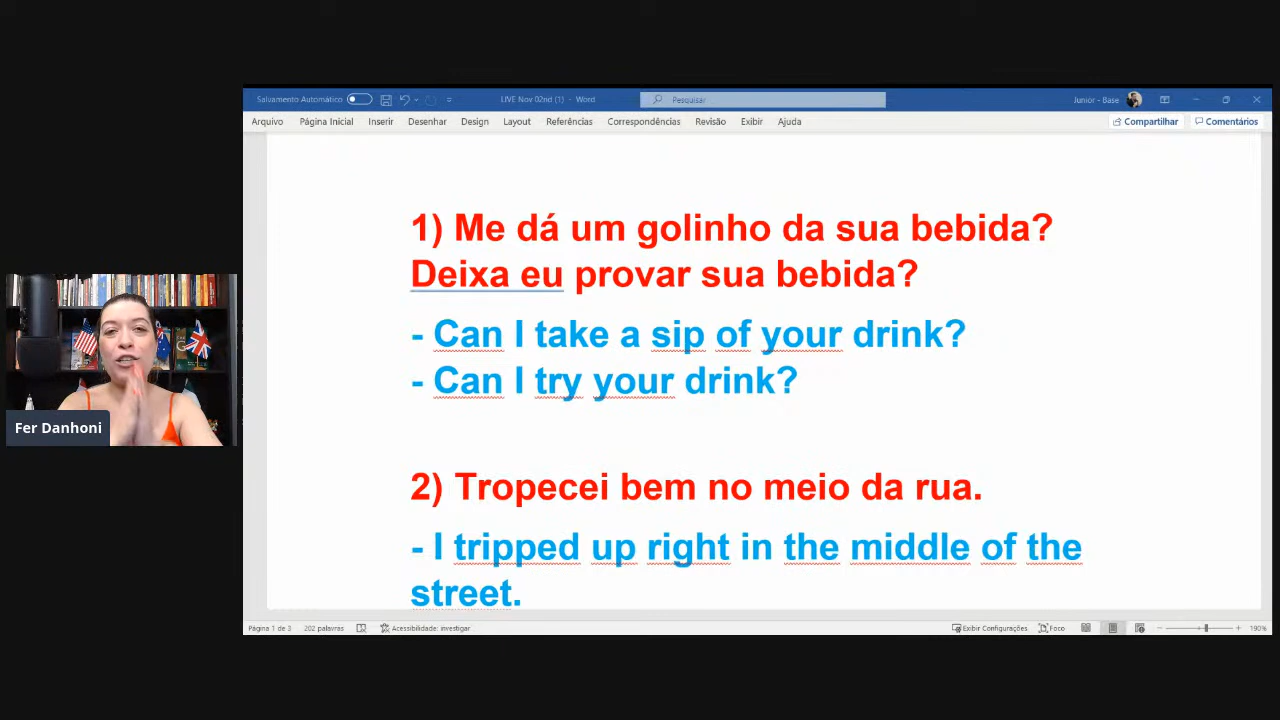 Salvamento Automático
LIVE Nov 02nd (1) - Word
Pesquisar
Junior - Base
Arquivo Página Inicial Inserir Desenhar Design Layout Referências Correspondências Revisão Exibir Ajuda
Compartilhar Comentários
1) Me dá um golinho da sua bebida?
Deixa eu provar sua bebida?
- Can I take a sip of your drink?
- Can I try your drink?
Fer Danhoni
2) Tropecei bem no meio da rua.
- I tripped up right in the middle of the
street.
Página 1 de 3 202 palavras Acessibilidade: investigar Exibir Configurações Foco 190%